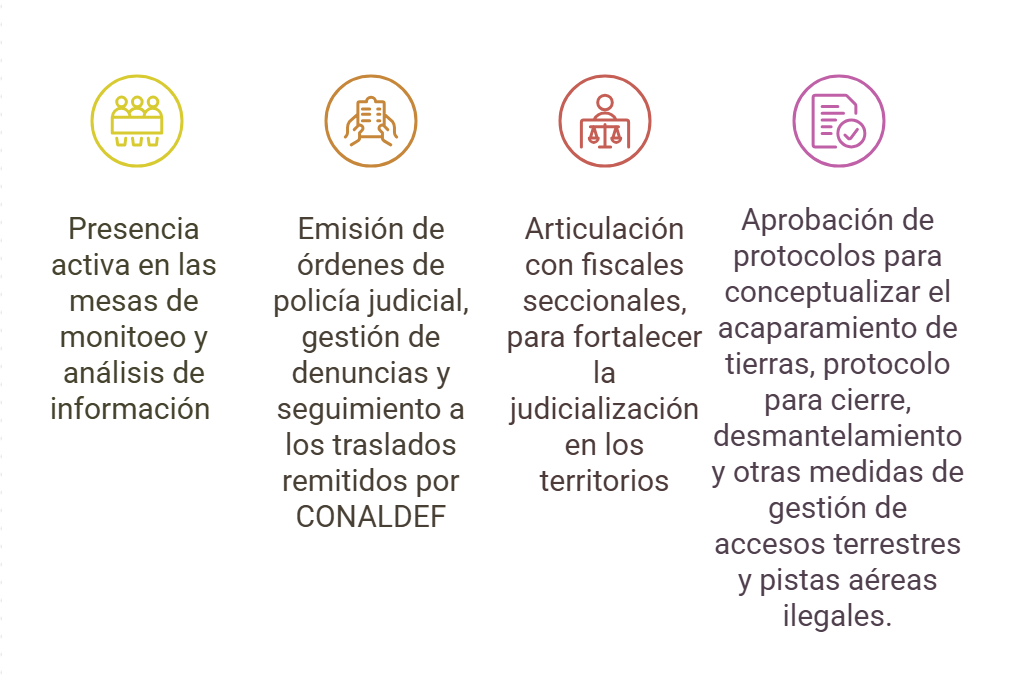 Presencia
activa en las
mesas de
monitoeo y
análisis de
información
Emisión de
órdenes de
policía judicial,
gestión de
denuncias y
seguimiento a
los traslados
remitidos por
CONALDEF
Articulación
con fiscales
seccionales,
para fortalecer
la
judicialización
en los
territorios
Aprobación de
protocolos para
conceptualizar el
acaparamiento de
tierras, protocolo
para cierre,
desmantelamiento
y otras medidas de
gestión de
accesos terrestres
y pistas aéreas
ilegales.